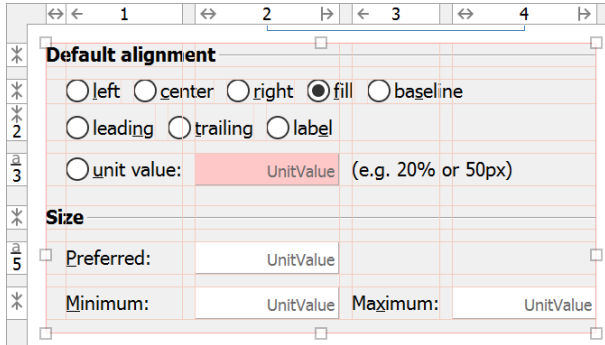 1 2 3 4
Default alignment
left center right fill baseline
2
leading trailing label
a
3
unit value: UnitValue (e.g. 20% or 50px)
Size
a
5
Preferred: UnitValue
Minimum: UnitValue Maximum: UnitValue